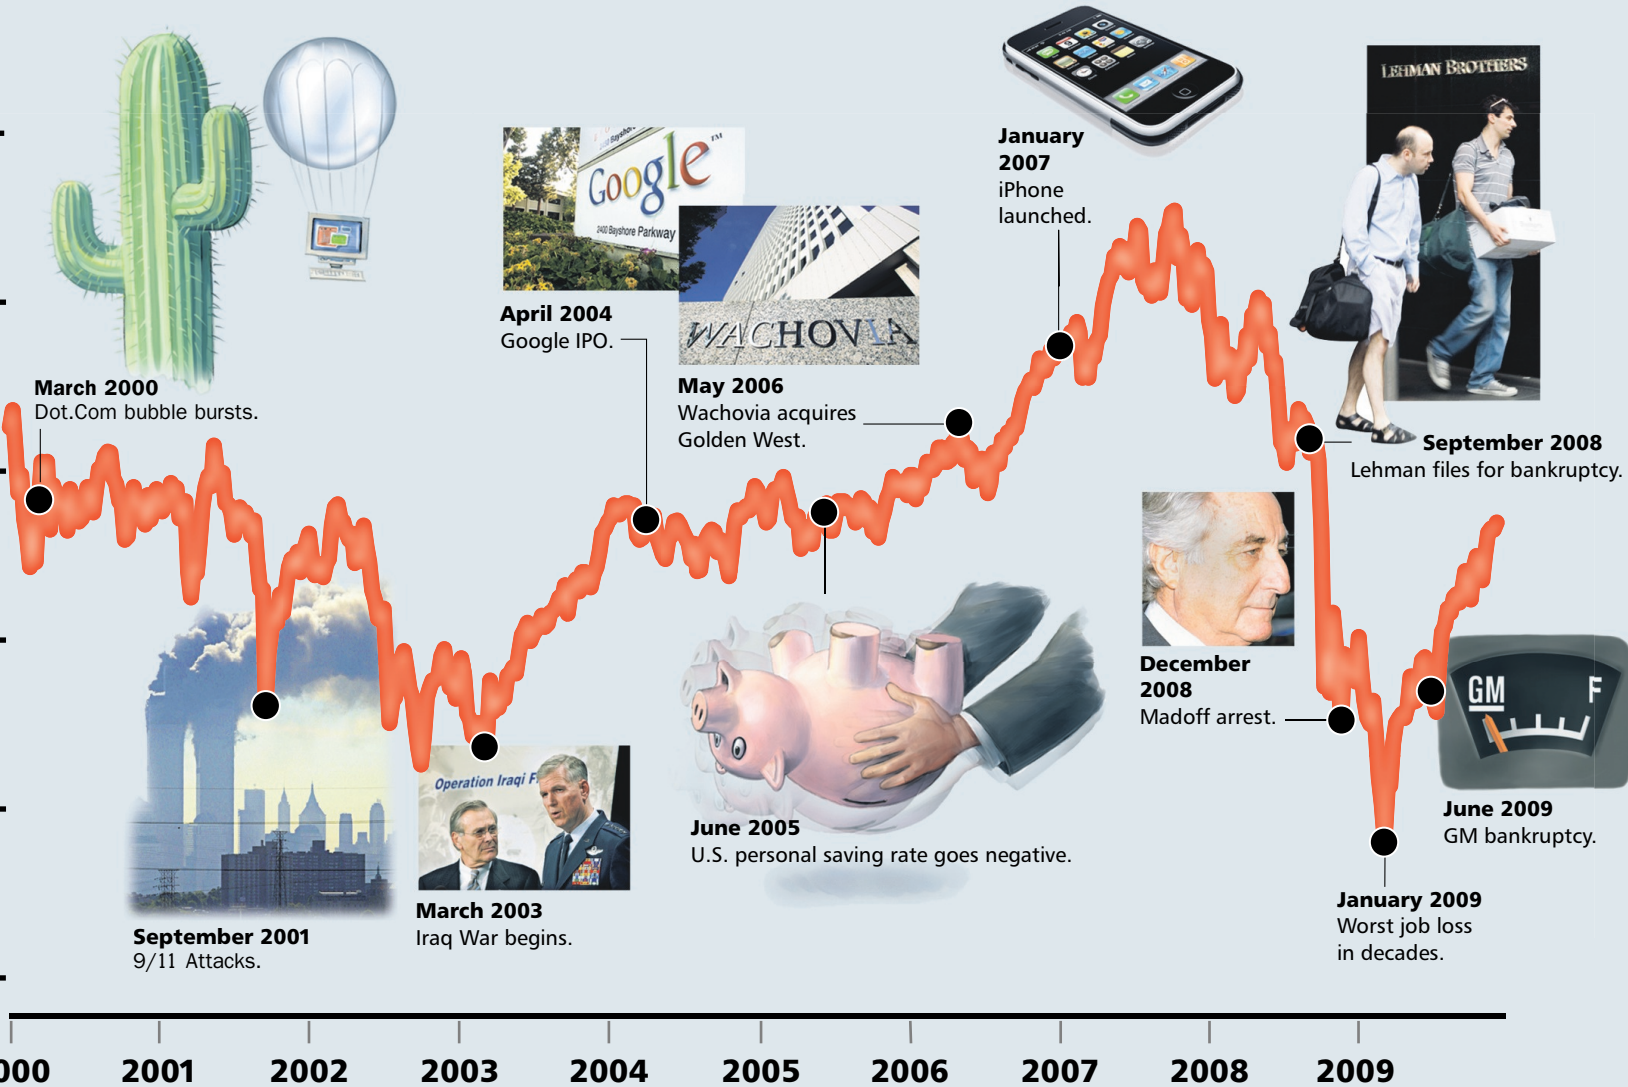 LEHMAN BROTHERS
Google™
2400 Bayshore Parkway
WACHOVIA
January
2007
iPhone
launched.
April 2004
Google IPO.
May 2006
Wachovia acquires
Golden West.
March 2000
Dot.Com bubble bursts.
September 2008
Lehman files for bankruptcy.
December
2008
Madoff arrest.
GM F
Operation Iraqi F
June 2009
GM bankruptcy.
June 2005
U.S. personal saving rate goes negative.
January 2009
Worst job loss
in decades.
March 2003
Iraq War begins.
September 2001
9/11 Attacks.
000 2001 2002 2003 2004 2005 2006 2007 2008 2009